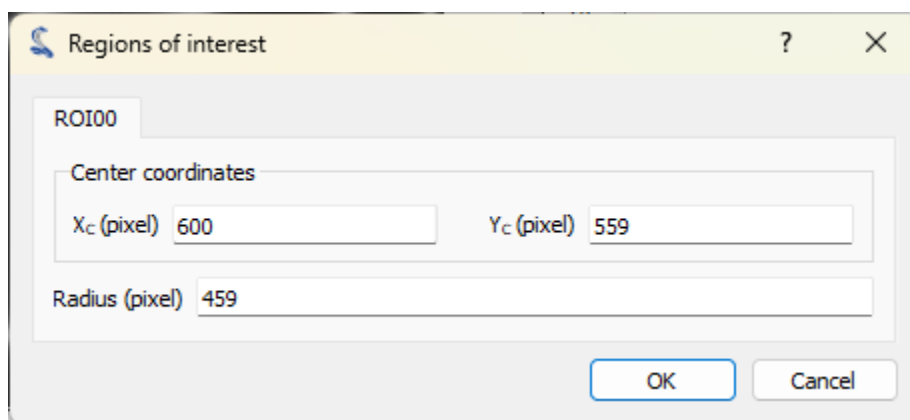 Regions of interest
?
ROI00
Center coordinates
Xc (pixel) 600 Yc (pixel) 559
Radius (pixel) 459
OK Cancel